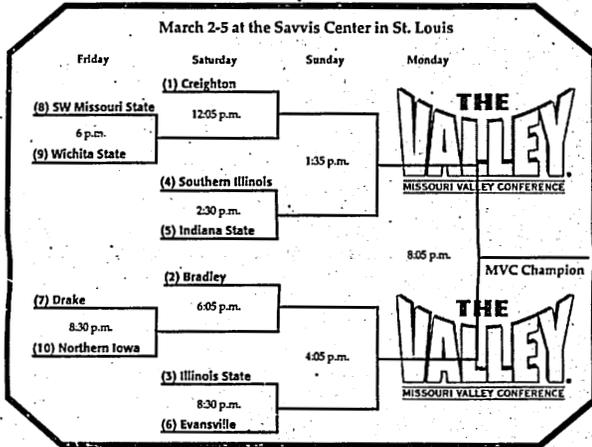 March 2-5 at the Savvis Center in St. Louis
Friday Saturday Sunday Monday
(1) Creighton
(8) SW Missouri State
12:05 p.m.
6 p.m.
(9) Wichita State
1:35 p.m.
(4) Southern Illinois
2:30 p.m.
(5) Indiana State
THE
VALLEY
MISSOURI VALLEY CONFERENCE
8:05 p.m.
MVC Champion
(2) Bradley
(7) Drake
6:05 p.m.
8:30 p.m.
(10) Northern Iowa
4:05 p.m.
(3) Illinois State
8:30 p.m.
(6) Evansville
THE
VALLEY
MISSOURI VALLEY CONFERENCE